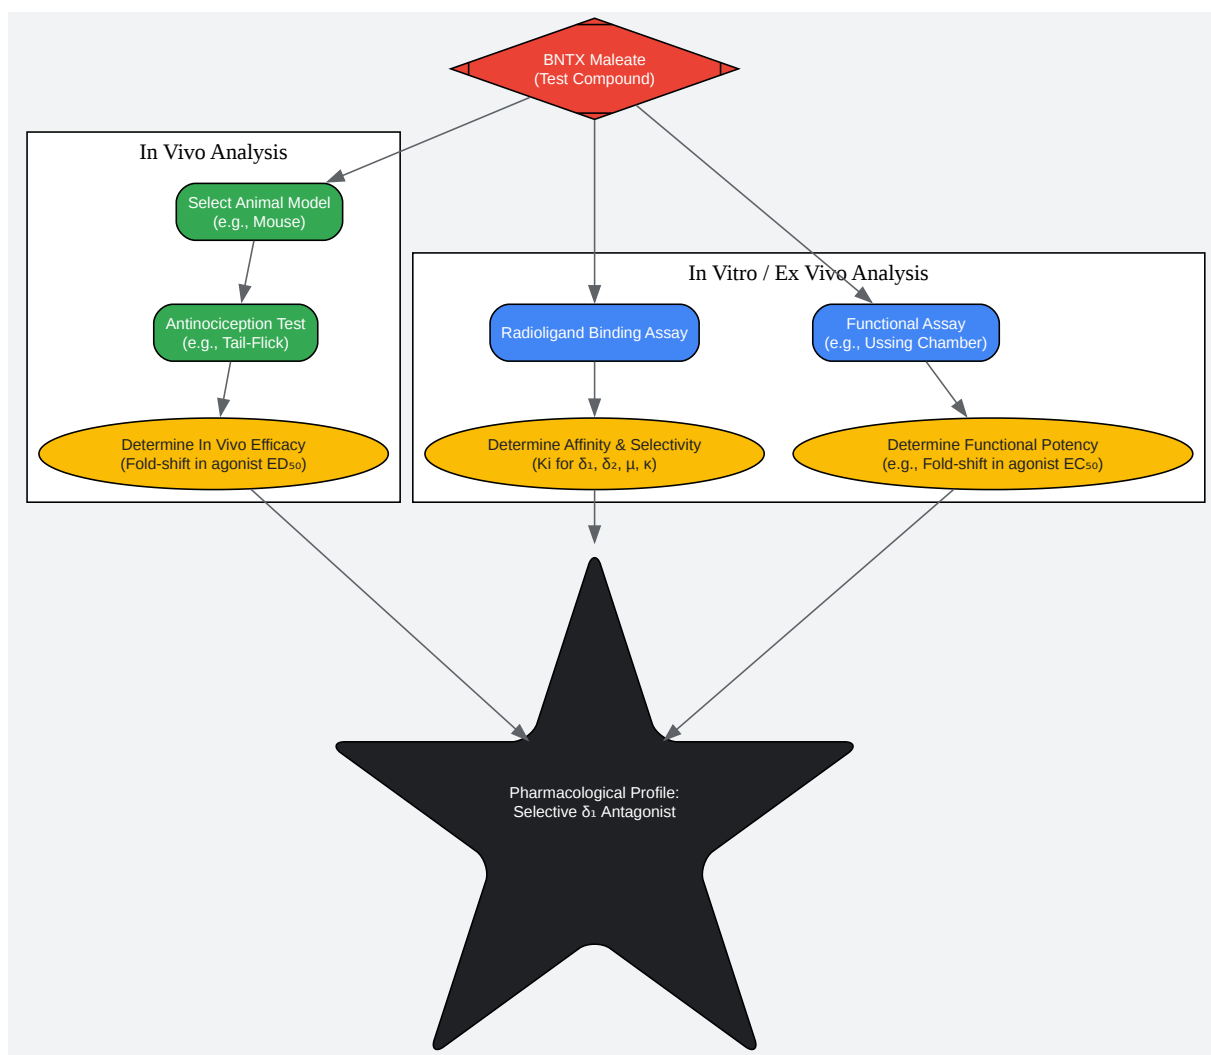 BNTX Maleate
(Test Compound)
In Vivo Analysis
Select Animal Model
(e.g., Mouse)
Antinociception Test
(e.g., Tail-Flick)
Determine In Vivo Efficacy
(Fold-shift in agonist ED₅₀)
In Vitro / Ex Vivo Analysis
Radioligand Binding Assay
Functional Assay
(e.g., Ussing Chamber)
Determine Affinity & Selectivity
(Ki for δ₁, δ₂, μ, κ)
Determine Functional Potency
(e.g., Fold-shift in agonist EC₅₀)
Pharmacological Profile:
Selective δ₁ Antagonist